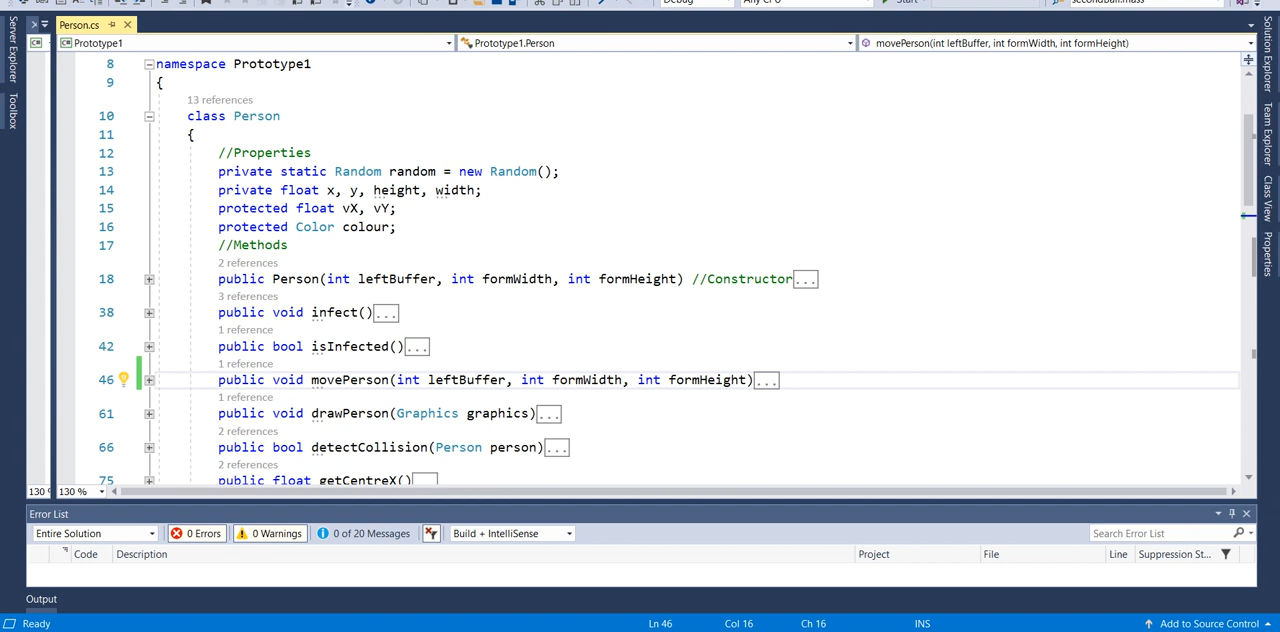 Debug
Start
secondBall.mass
Server Explorer
Toolbox
Person.cs
Prototype1
Prototype1.Person
movePerson(int leftBuffer, int formWidth, int formHeight)
8 namespace Prototype1
9 {
13 references
10 class Person
11 {
12 //Properties
13 private static Random random = new Random();
14 private float x, y, height, width;
15 protected float vX, vY;
16 protected Color colour;
17 //Methods
2 references
18 public Person(int leftBuffer, int formWidth, int formHeight) //Constructor...
3 references
38 public void infect()...
1 reference
42 public bool isInfected()...
1 reference
46 public void movePerson(int leftBuffer, int formWidth, int formHeight)...
1 reference
61 public void drawPerson(Graphics graphics)...
2 references
66 public bool detectCollision(Person person)...
2 references
75 public float getCentreX()
130 %
130 %
Solution Explorer
Team Explorer
Class View
Properties
Error List
Entire Solution
0 Errors
0 Warnings
0 of 20 Messages
Build + IntelliSense
Search Error List
Code Description Project File Line Suppression St...
Output
Ready
Ln 46 Col 16 Ch 16 INS
Add to Source Control